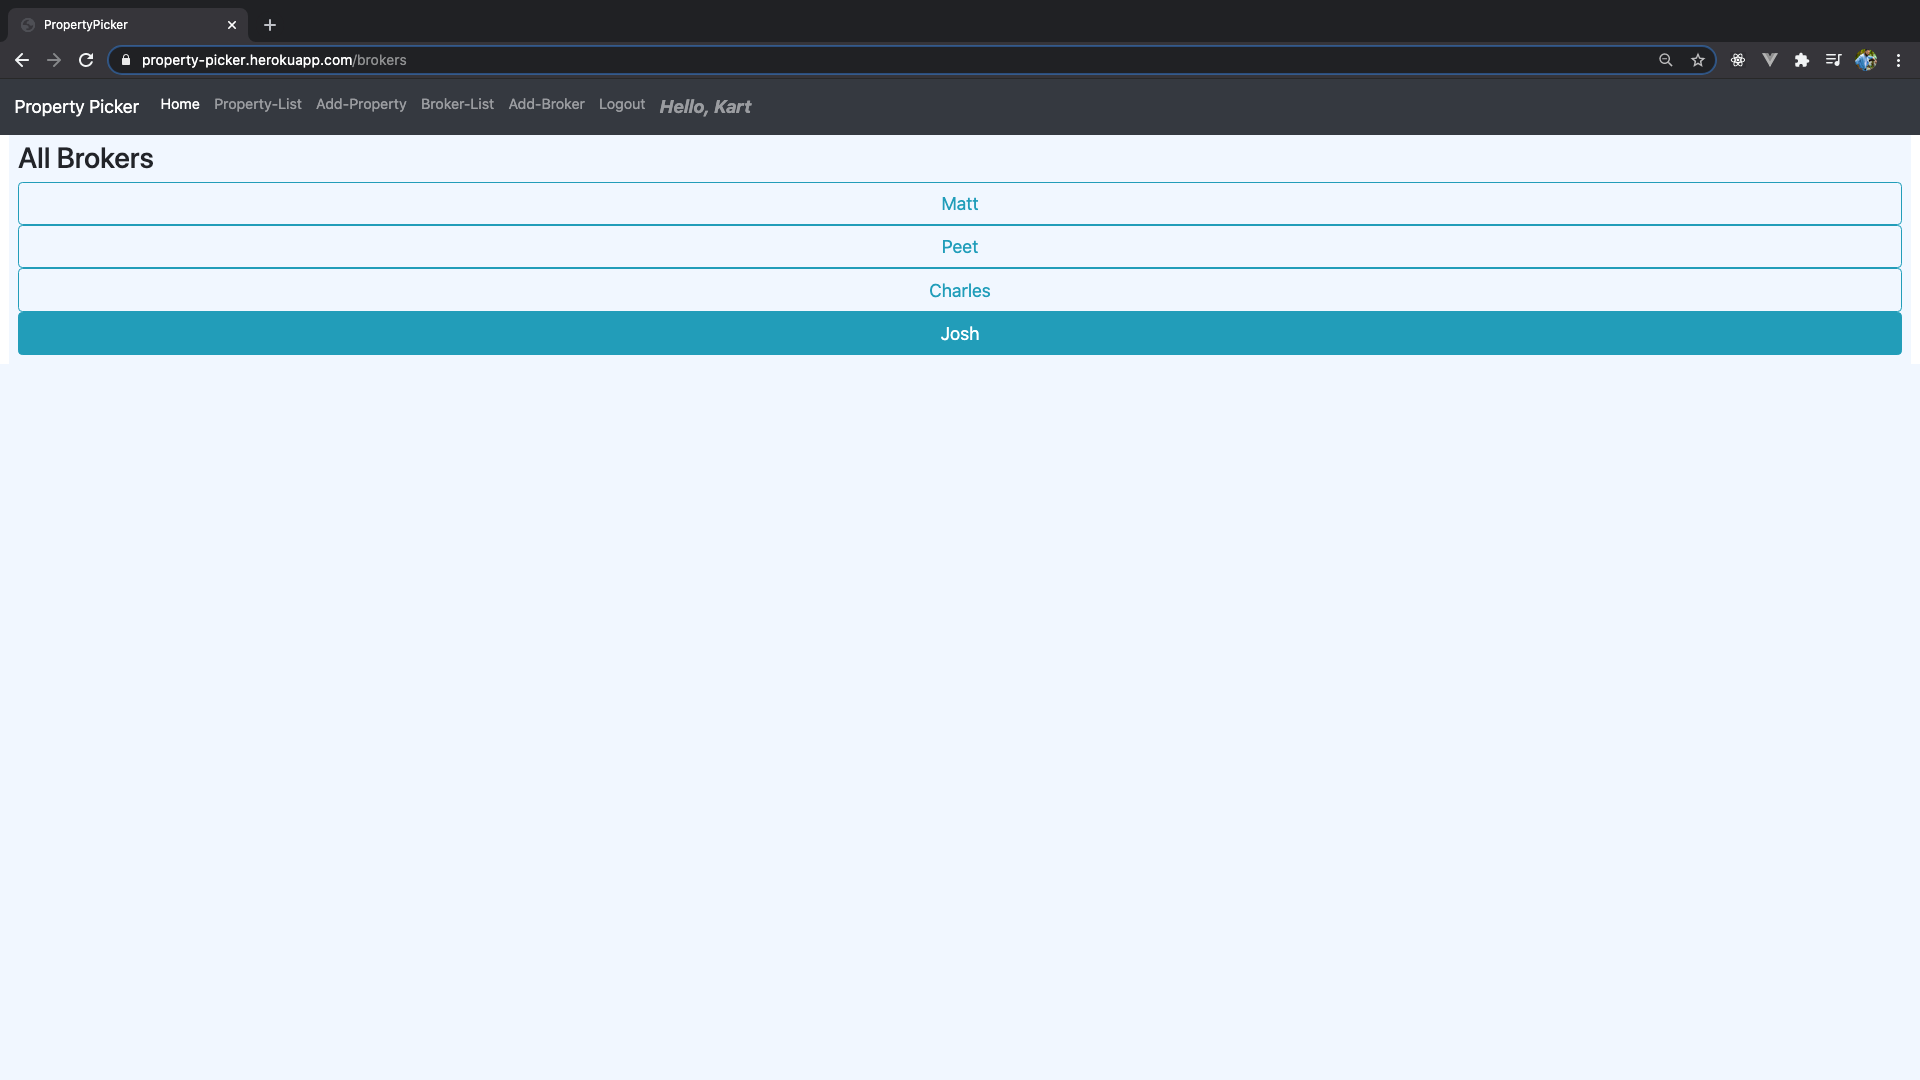 PropertyPicker
property-picker.herokuapp.com/brokers
Property Picker Home Property-List Add-Property Broker-List Add-Broker Logout Hello, Kart
All Brokers
Matt
Peet
Charles
Josh